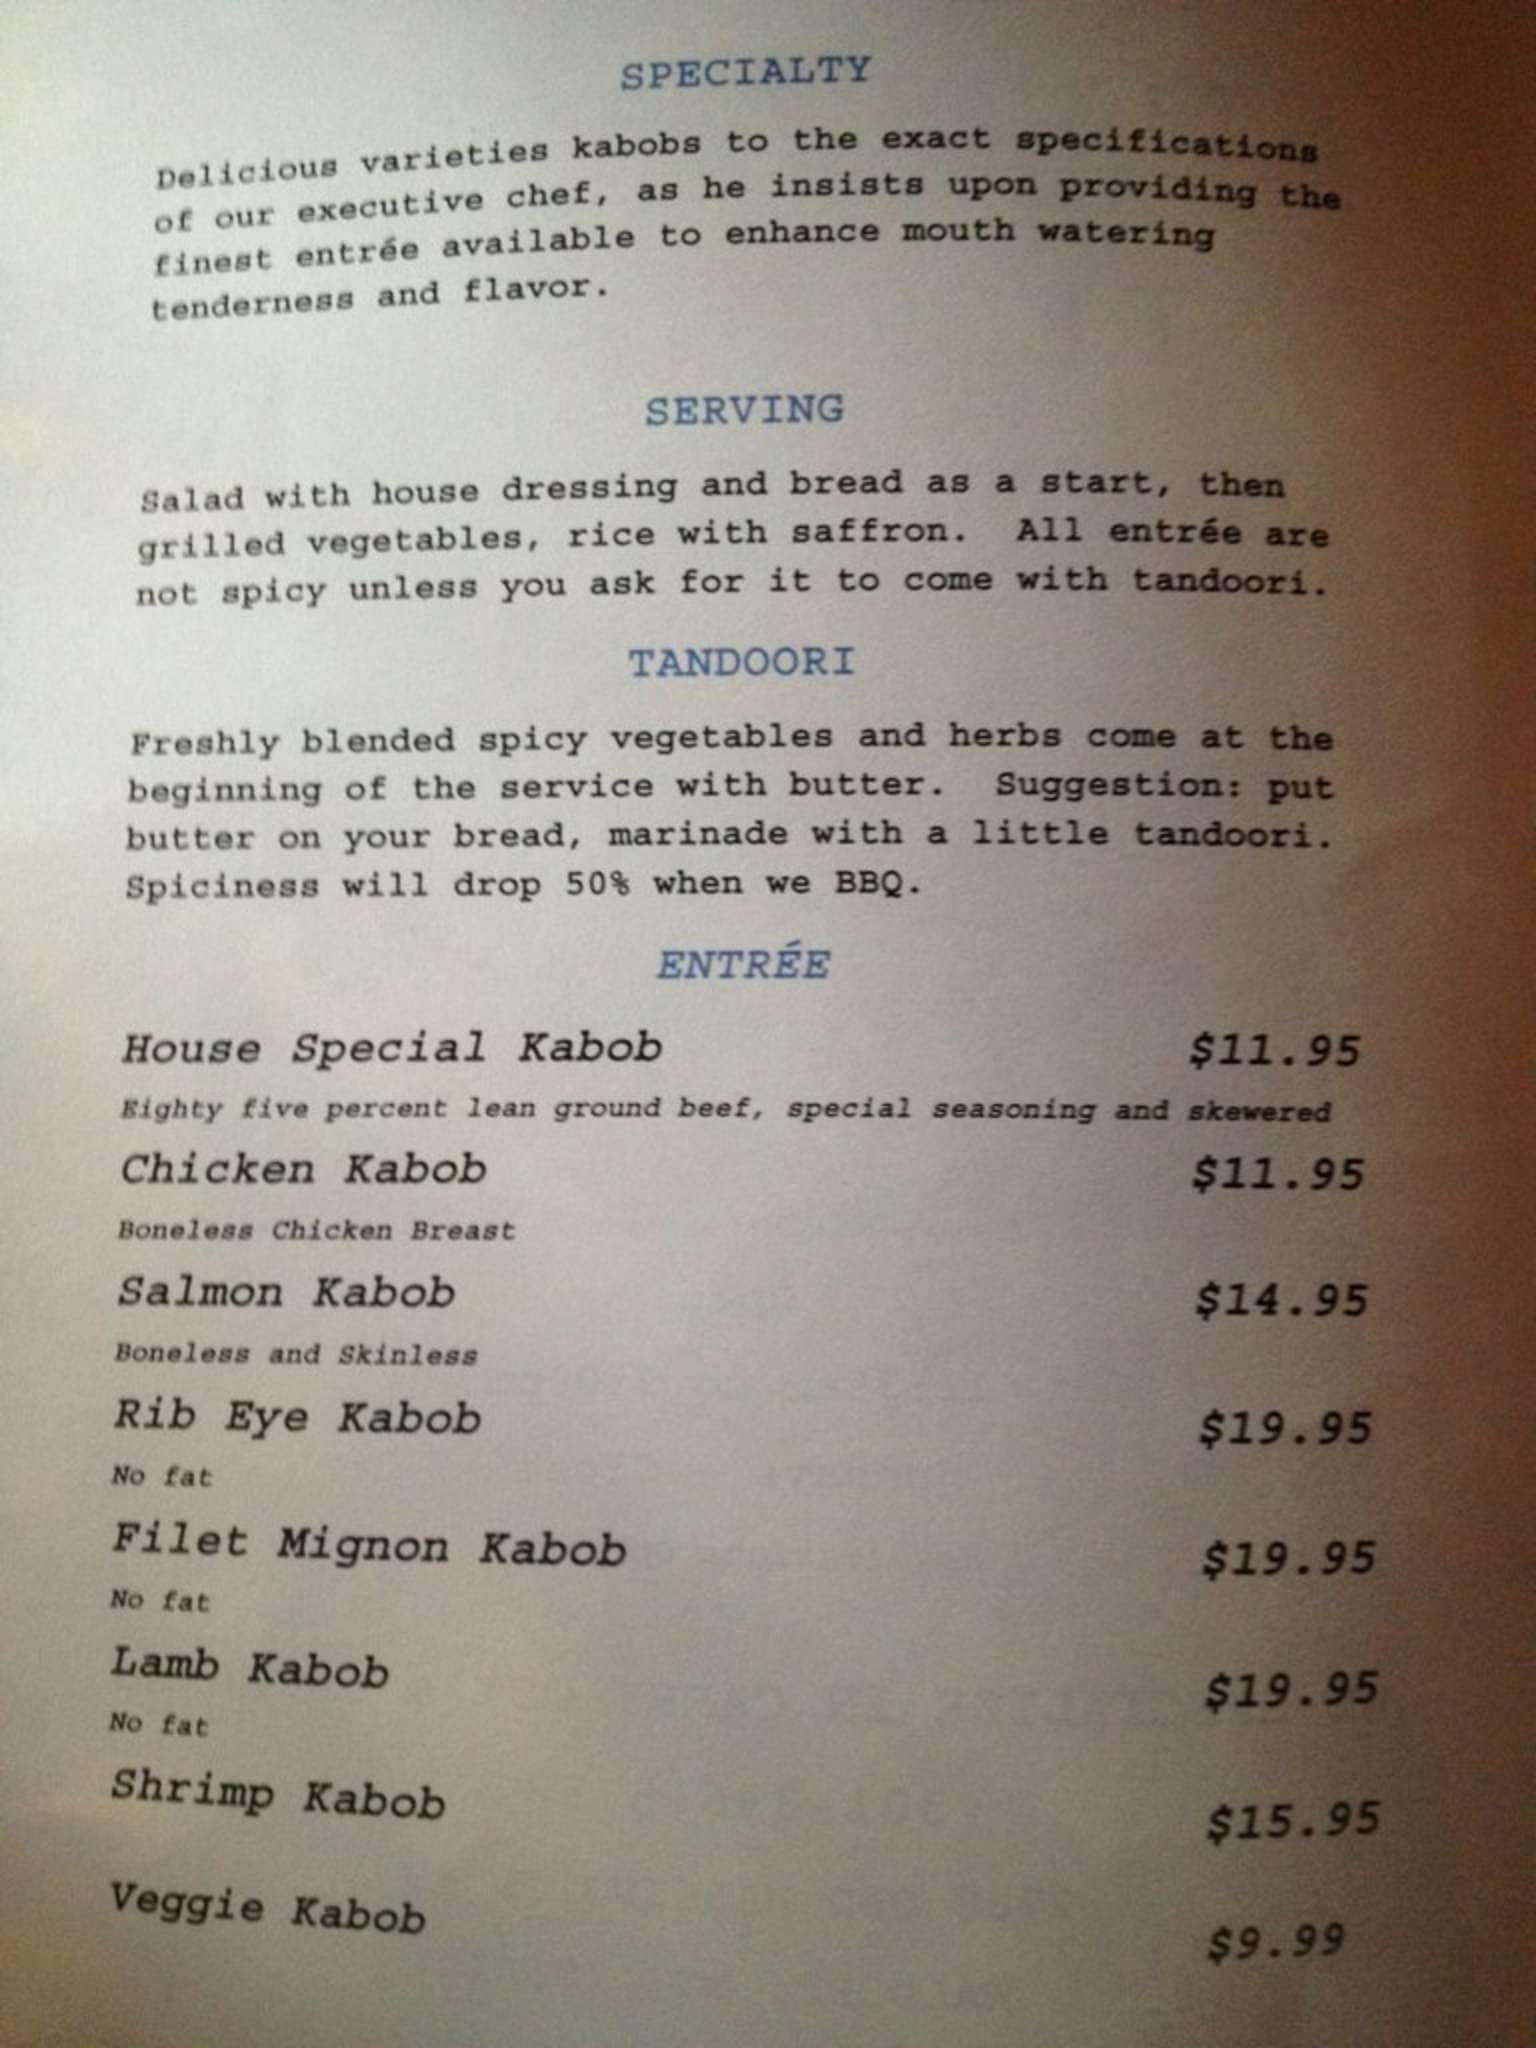 SPECIALTY
Delicious varieties kabobs to the exact specifications
of our executive chef, as he insists upon providing the
finest entrée available to enhance mouth watering
tenderness and flavor.
SERVING
Salad with house dressing and bread as a start, then
grilled vegetables, rice with saffron. All entrée are
not spicy unless you ask for it to come with tandoori.
TANDOORI
Freshly blended spicy vegetables and herbs come at the
beginning of the service with butter. Suggestion: put
butter on your bread, marinade with a little tandoori.
Spiciness will drop 50% when we BBQ.
ENTRÉE
House Special Kabob $11.95
Eighty five percent lean ground beef, special seasoning and skewered
Chicken Kabob $11.95
Boneless Chicken Breast
Salmon Kabob $14.95
Boneless and Skinless
Rib Eye Kabob $19.95
No fat
Filet Mignon Kabob $19.95
No fat
Lamb Kabob $19.95
No fat
Shrimp Kabob $15.95
Veggie Kabob $9.99